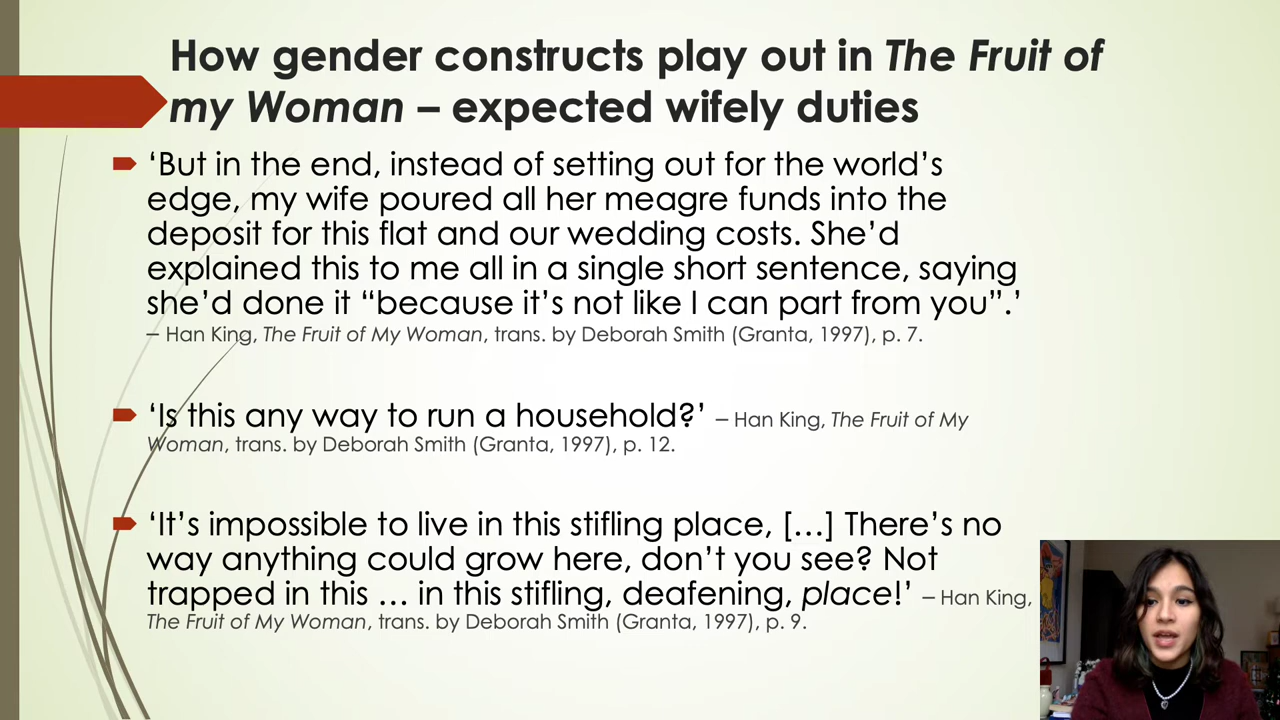 How gender constructs play out in The Fruit of
my Woman – expected wifely duties
‘But in the end, instead of setting out for the world’s
edge, my wife poured all her meagre funds into the
deposit for this flat and our wedding costs. She’d
explained this to me all in a single short sentence, saying
she’d done it “because it’s not like I can part from you”.’
– Han King, The Fruit of My Woman, trans. by Deborah Smith (Granta, 1997), p. 7.
‘Is this any way to run a household?’ – Han King, The Fruit of My
Woman, trans. by Deborah Smith (Granta, 1997), p. 12.
‘It’s impossible to live in this stifling place, [...] There’s no
way anything could grow here, don’t you see? Not
trapped in this ... in this stifling, deafening, place!’ – Han King,
The Fruit of My Woman, trans. by Deborah Smith (Granta, 1997), p. 9.